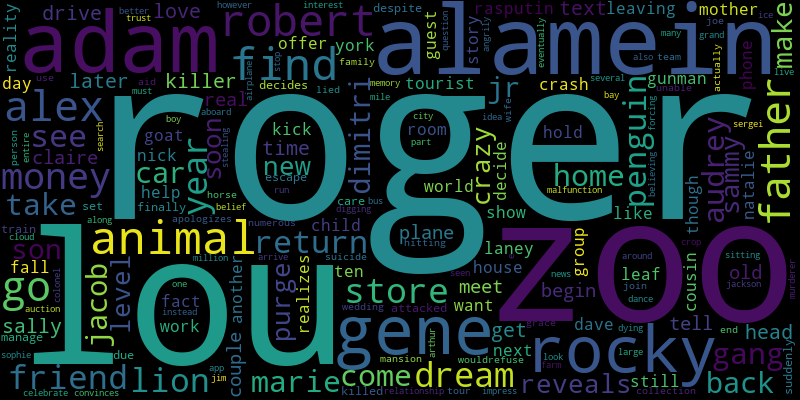 roger
lou
zoo
alamein
adam
robert
gene
rocky
animal
father
find
alex
money
go
friend
lion
marie
come
dream
reveals
back
store
return
home
penguin
audrey
sammy
make
love
drive
killer
later
day
reality
see
claire
car
nick
goat
kick
time
new
year
soon
real
help
take
set
son
fall
work
fact
level
jacob
sally
manage
due
couple
another
purge
realizes
ten
child
house
laney
meet
want
show
world
plane
room
hold
crazy
decide
jr
dimitri
tourist
guest
story
text
leaving
mother
rasputin
offer
york
crash
gunman
phone
natalie
though
like
leaf
cousin
old
group
begin
tell
gang
head
still
dave
get
next
join
dance
despite
however
interest
better
trust
joe
grand
ice
many
also
team
actually
live
question
angrily
eventually
several
unable
family
lied
memory
mile
decides
airplane
stop
use
aid
must
aboard
stealing
boy
search
person
entire
escape
run
horse
belief
finally
along
apologizes
numerous
digging
care
bus
city
part
hitting
wife
idea
bay
malfunction
forcing
believing
sergei
train
cloud
colonel
auction
one
million
instead
arrive
suicide
wedding
attacked
seen
news
around
crop
sitting
jackson
murderer
suddenly
end
large
dying
look
farm
grace
refuse
would
impress
tour
relationship
killed
mansion
arthur
app
jim
convinces
celebrate
sophie
collection